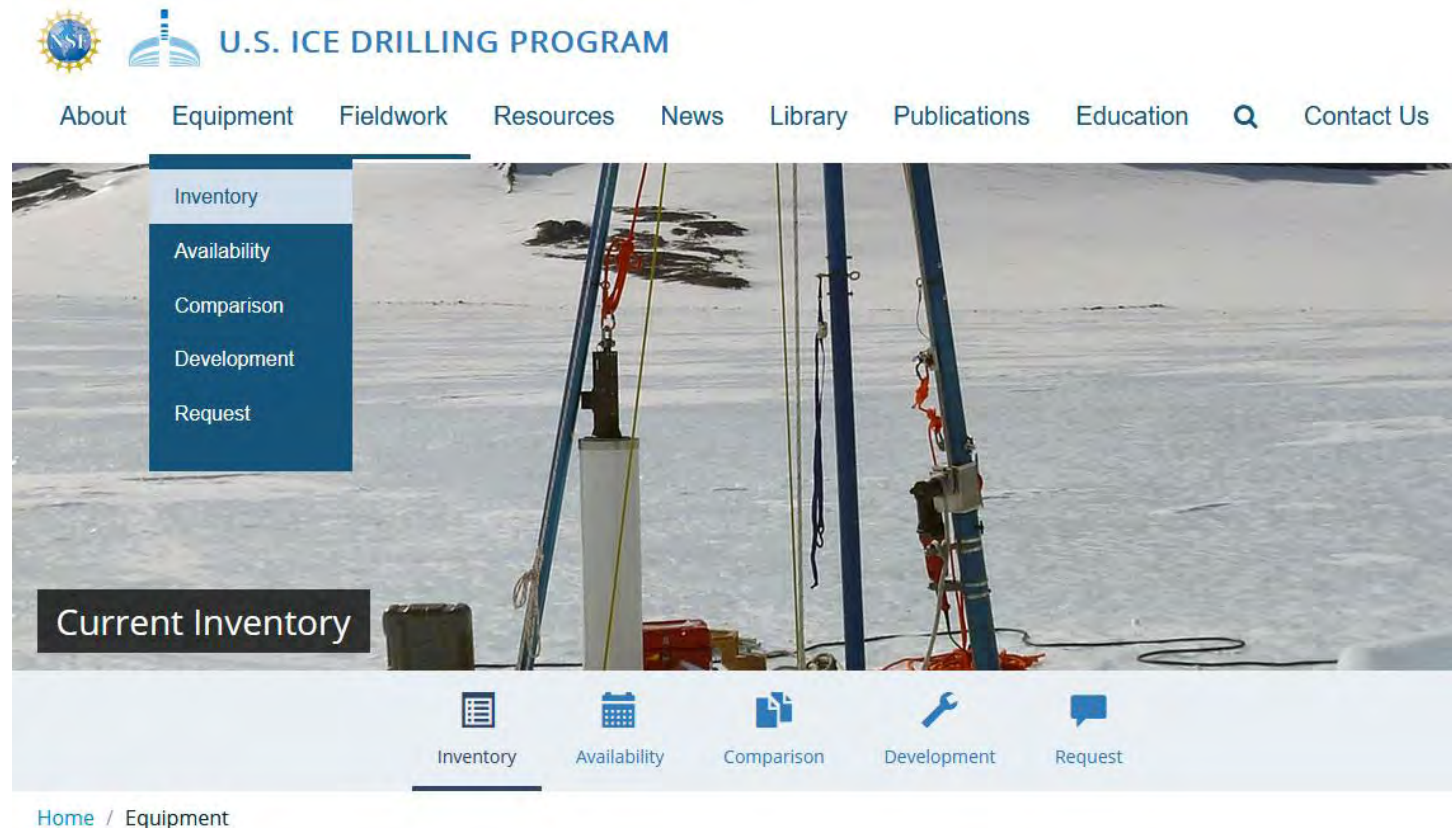 NSF
U.S. ICE DRILLING PROGRAM
About Equipment Fieldwork Resources News Library Publications Education Contact Us
Inventory
Availability
Comparison
Development
Request
Current Inventory
Inventory Availability Comparison Development Request
Home / Equipment